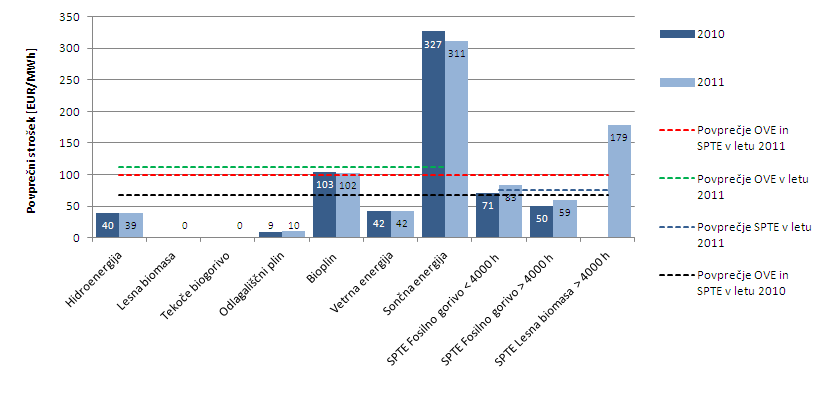 Povprečni strošek [EUR/MWh]
350
300
250
200
150
100
50
0
40
39
0
0
9
10
103
102
42
42
327
311
71
83
50
59
179
Hidroenergija
Lesna biomasa
Tekoče biogorivo
Odlagališčni plin
Bioplin
Vetrna energija
Sončna energija
SPTE Fosilno gorivo < 4000 h
SPTE Fosilno gorivo > 4000 h
SPTE Lesna biomasa > 4000 h
2010
2011
Povprečje OVE in
SPTE v letu 2011
Povprečje OVE v letu
2011
Povprečje SPTE v letu
2011
Povprečje OVE in
SPTE v letu 2010